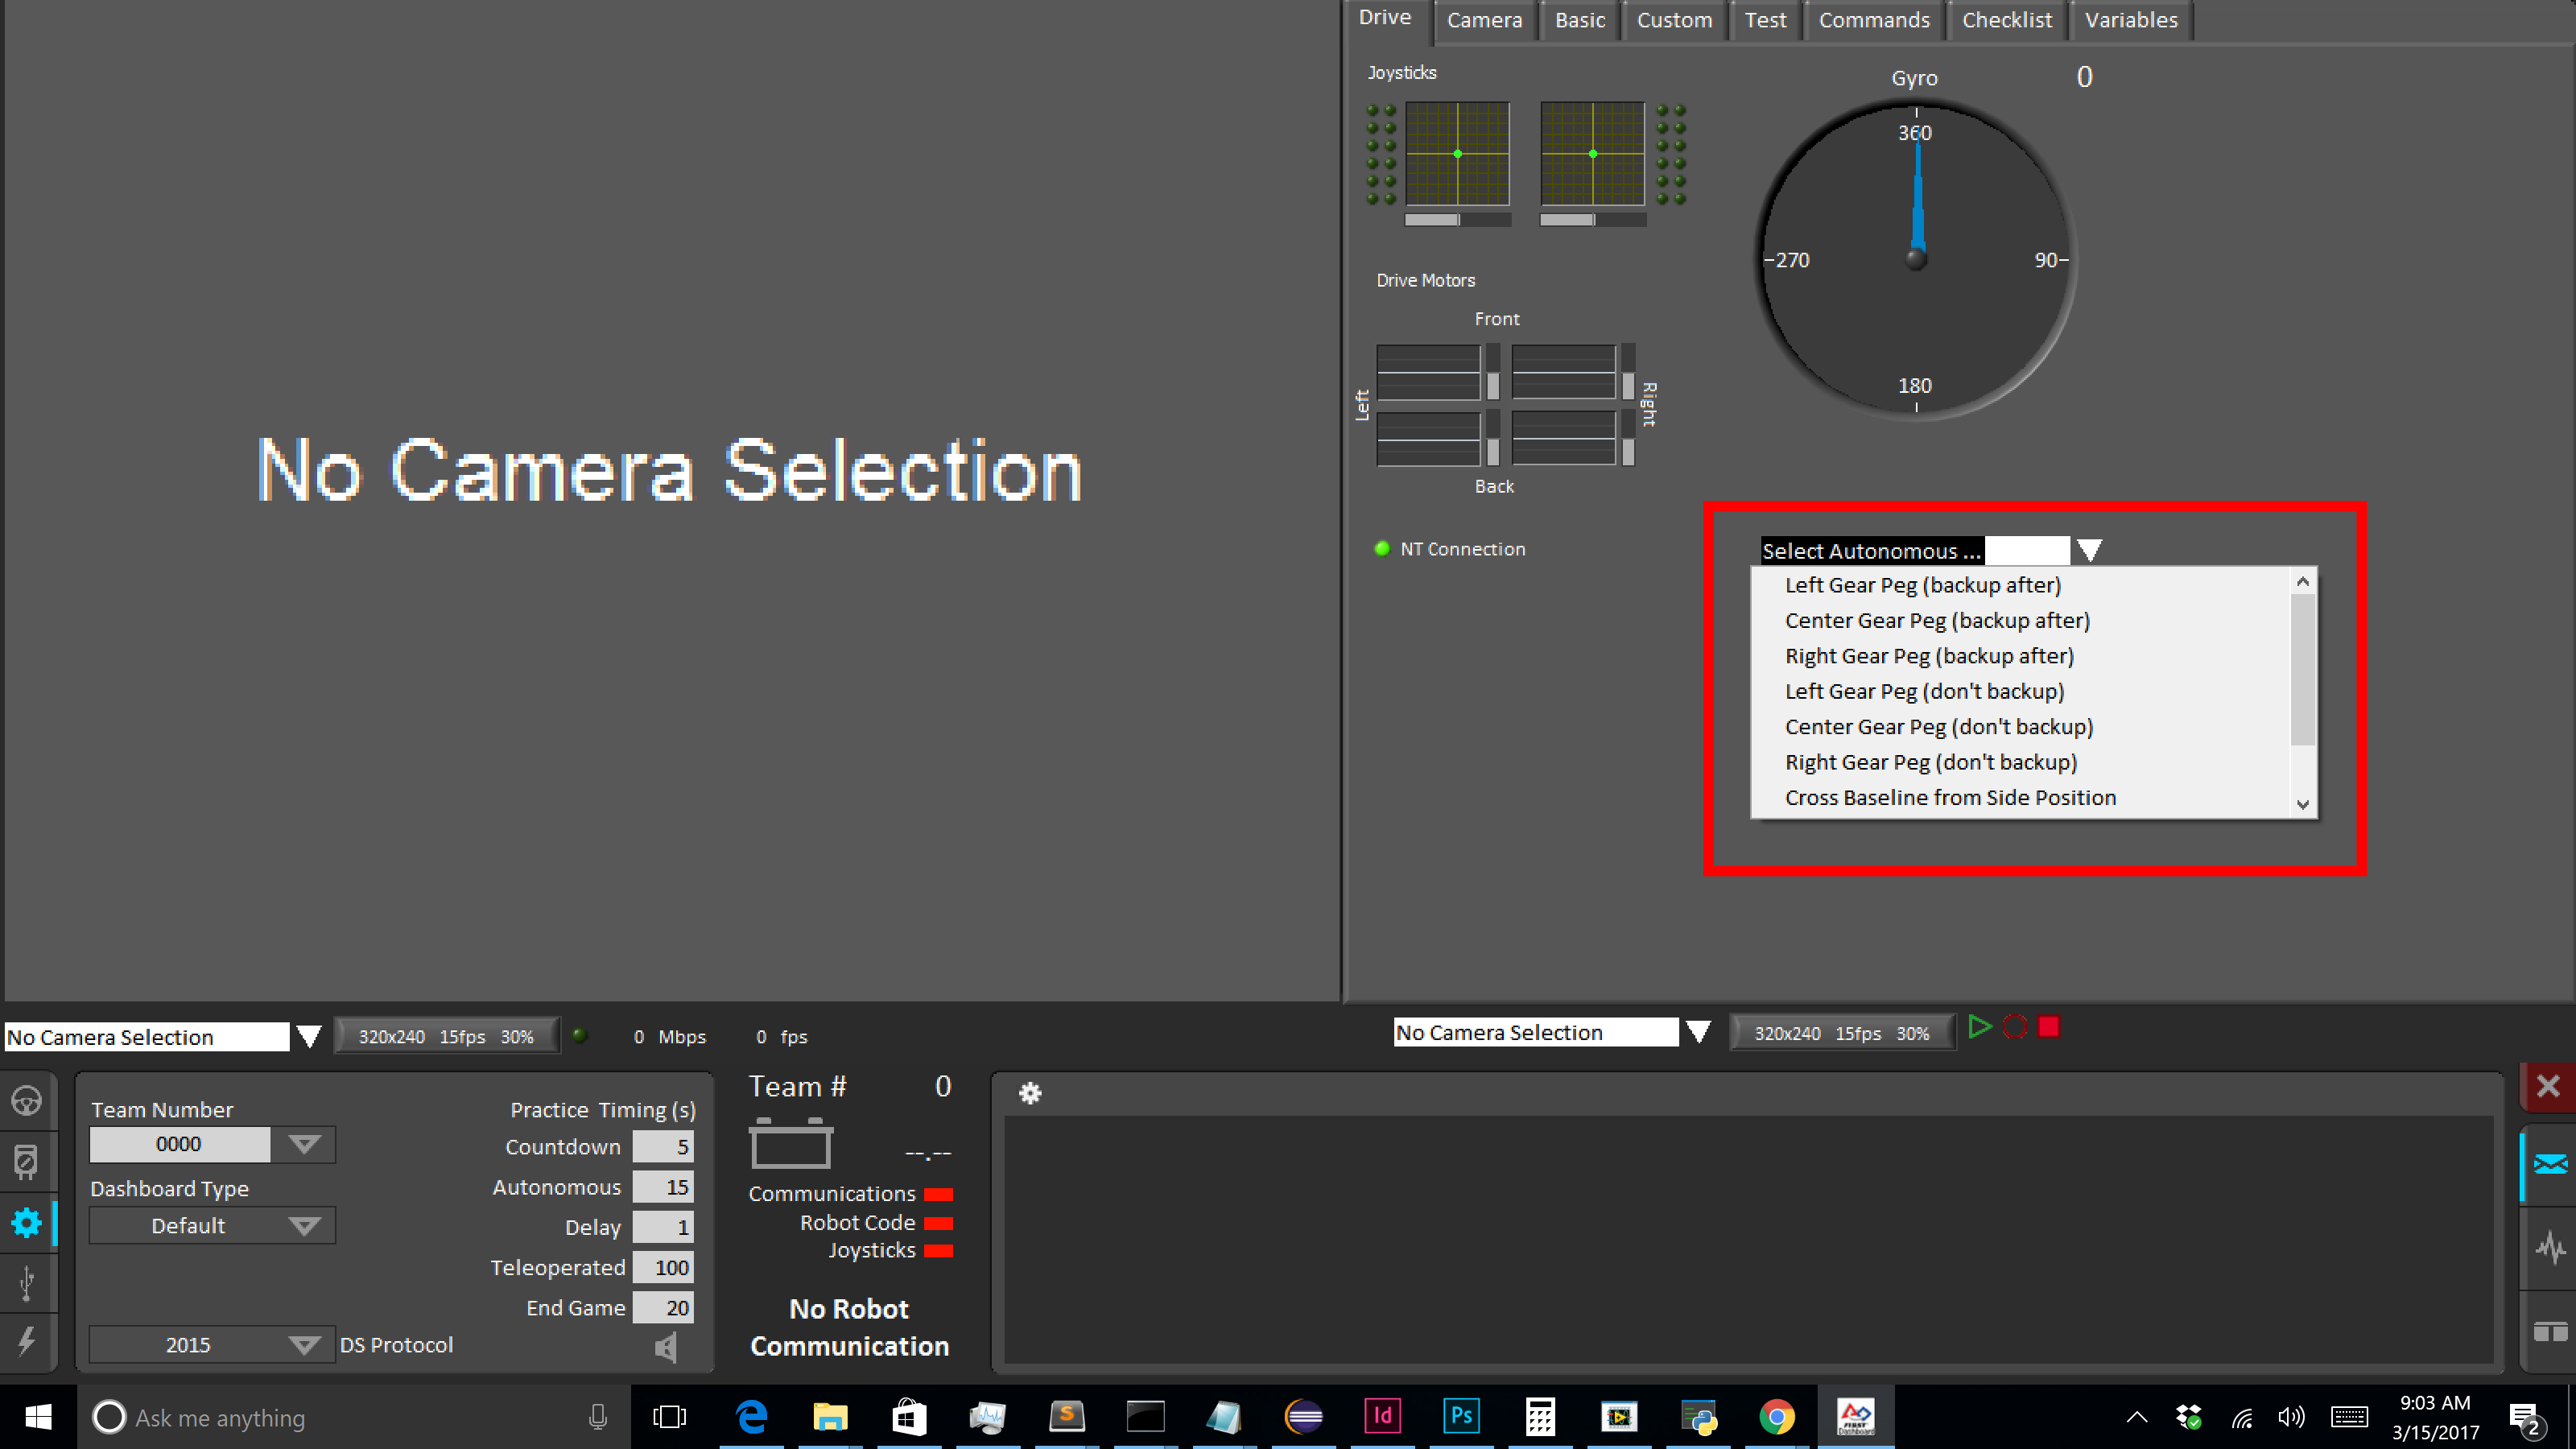 Drive Camera Basic Custom Test Commands Checklist Variables
Joysticks
Gyro 0
360
-270 90-
180
Drive Motors
Front
Left
Right
Back
NT Connection
No Camera Selection
Select Autonomous ...
Left Gear Peg (backup after)
Center Gear Peg (backup after)
Right Gear Peg (backup after)
Left Gear Peg (don't backup)
Center Gear Peg (don't backup)
Right Gear Peg (don't backup)
Cross Baseline from Side Position
No Camera Selection 320x240 15fps 30% 0 Mbps 0 fps
No Camera Selection 320x240 15fps 30%
Team Number
0000
Dashboard Type
Default
2015 DS Protocol
Practice Timing (s)
Countdown 5
Autonomous 15
Delay 1
Teleoperated 100
End Game 20
Team # 0
--.--
Communications
Robot Code
Joysticks
No Robot
Communication
Ask me anything
S
Id
Ps
FIRST
Dashboard
9:03 AM
3/15/2017
2